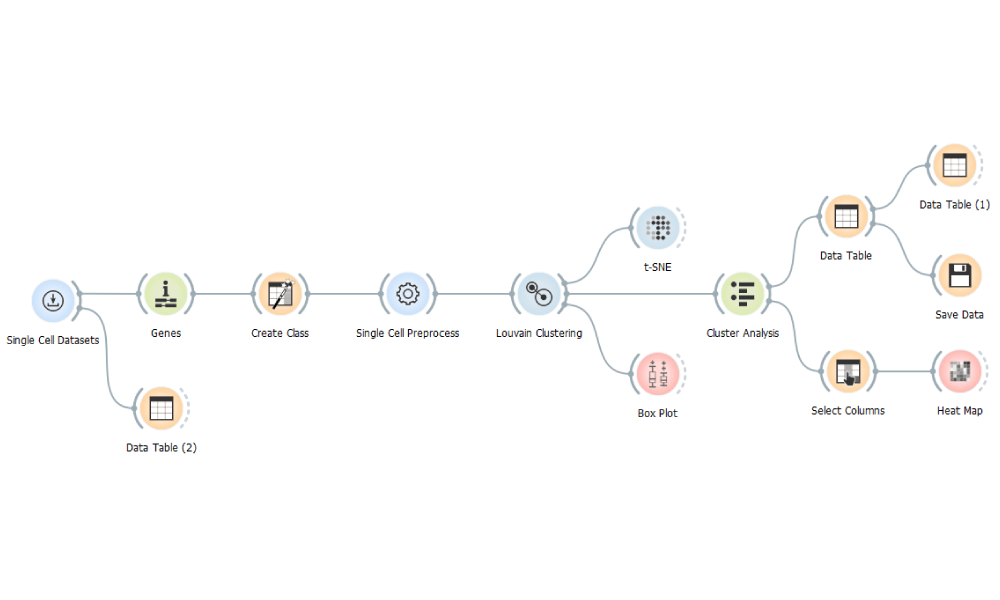 Data Table (1)
t-SNE
Data Table
Save Data
Single Cell Datasets
Genes
Create Class
Single Cell Preprocess
Louvain Clustering
Cluster Analysis
Box Plot
Select Columns
Heat Map
Data Table (2)